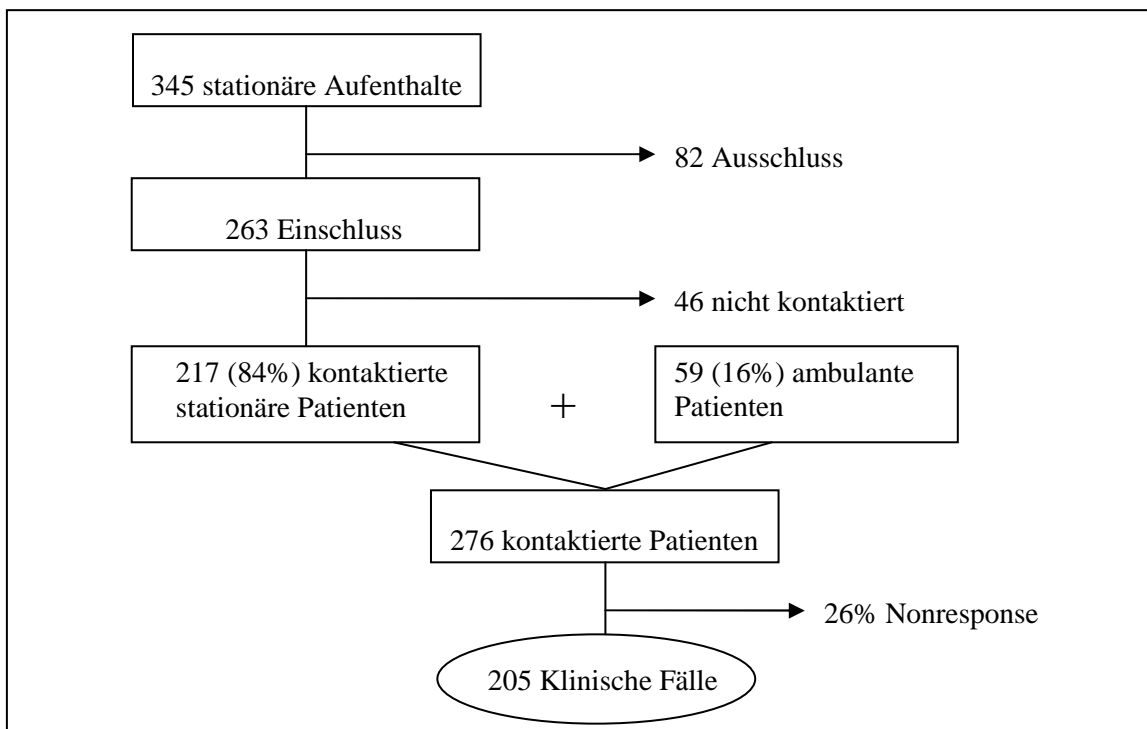 345 stationäre Aufenthalte
82 Ausschluss
263 Einschluss
46 nicht kontaktiert
217 (84%) kontaktierte
stationäre Patienten
+
59 (16%) ambulante
Patienten
276 kontaktierte Patienten
26% Nonresponse
205 Klinische Fälle